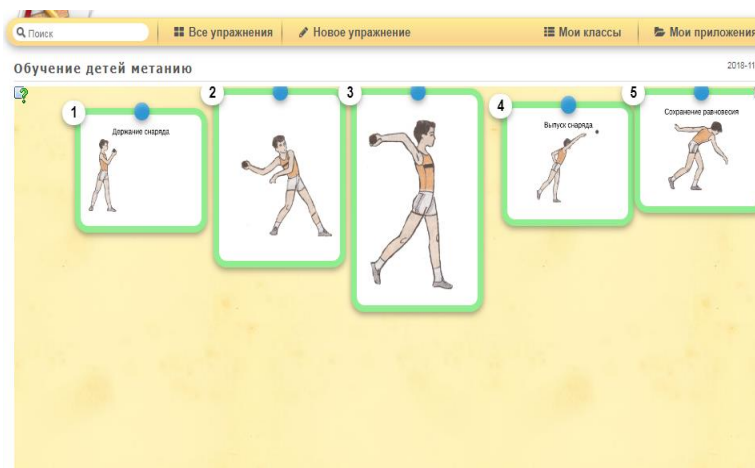 Поиск
Все упражнения
Новое упражнение
Мои классы
Мои приложения
Обучение детей метанию
2018-11
1
Держание снаряда
2
3
4
Выпуск снаряда
5
Сохранение равновесия